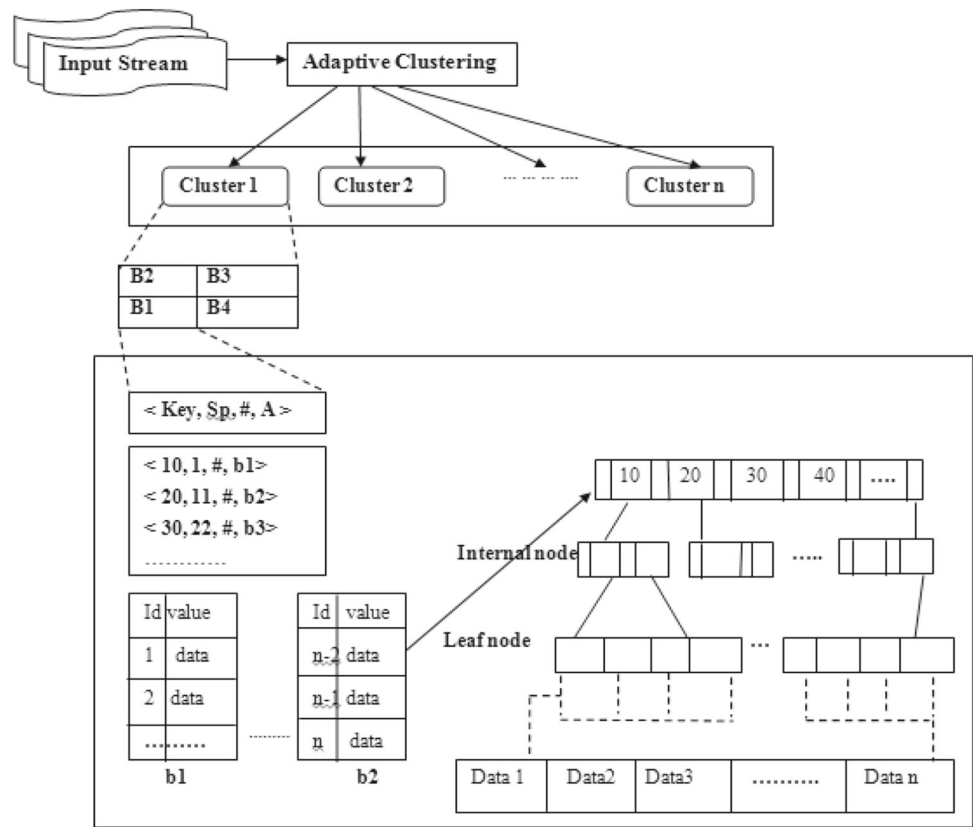 Input Stream
Adaptive Clustering
Cluster 1
Cluster 2
... ... ... ....
Cluster n
B2 B3
B1 B4
< Key, Sp, #, A >
< 10, 1, #, b1>
< 20, 11, #, b2>
< 30, 22, #, b3>
.............
10 20 30 40 ....
Internal node
.....
Leaf node
...
Id value
1 data
2 data
.........
b1
........
Id value
n-2 data
n-1 data
n data
b2
Data 1 Data2 Data3 .......... Data n